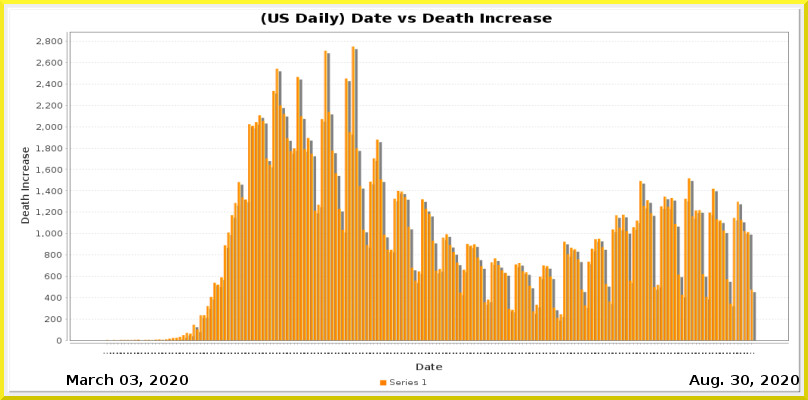 (US Daily) Date vs Death Increase
2,800
2,600
2,400
2,200
2,000
1,800
1,600
1,400
1,200
1,000
800
600
400
200
0
Death Increase
Date
March 03, 2020
Aug. 30, 2020
Series 1